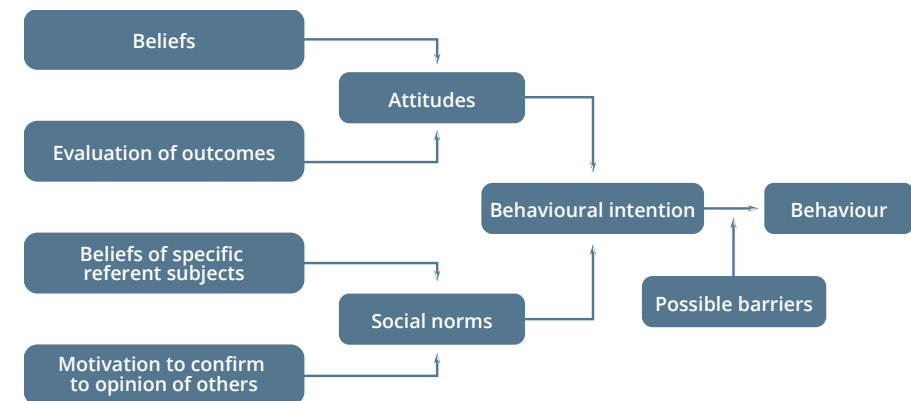 Beliefs
Attitudes
Evaluation of outcomes
Behavioural intention
Behaviour
Beliefs of specific
referent subjects
Possible barriers
Social norms
Motivation to confirm
to opinion of others